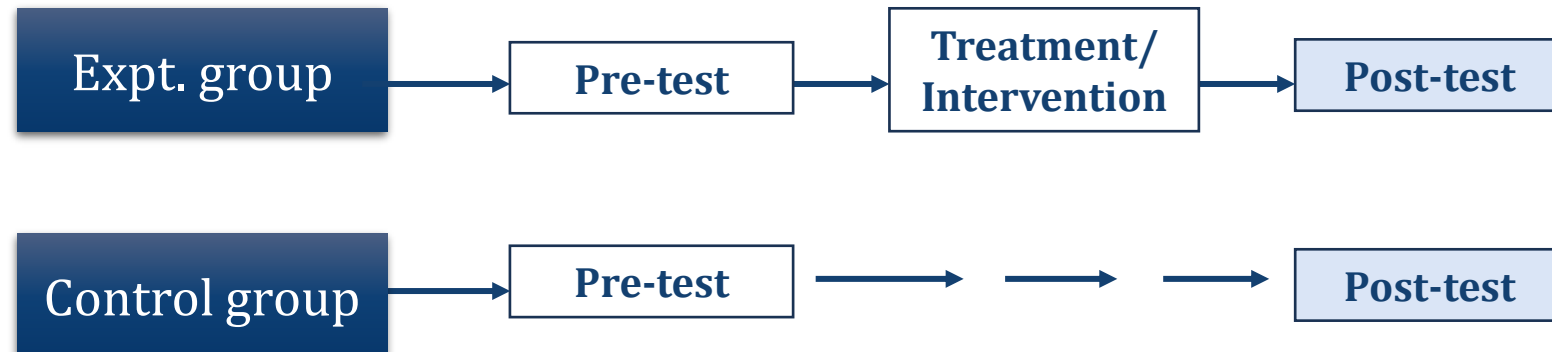 Expt. group
Pre-test
Treatment/
Intervention
Post-test
Control group
Pre-test
Post-test